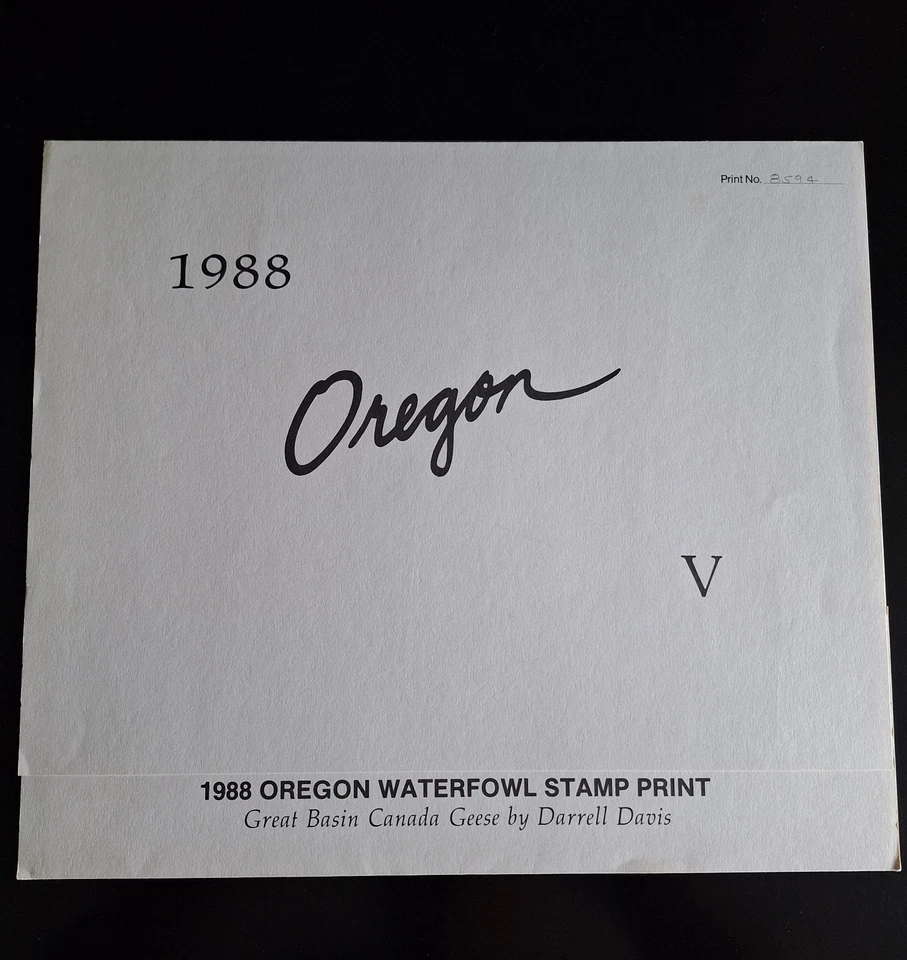 Print No. 8594
1988
Oregon
V
1988 OREGON WATERFOWL STAMP PRINT
Great Basin Canada Geese by Darrell Davis